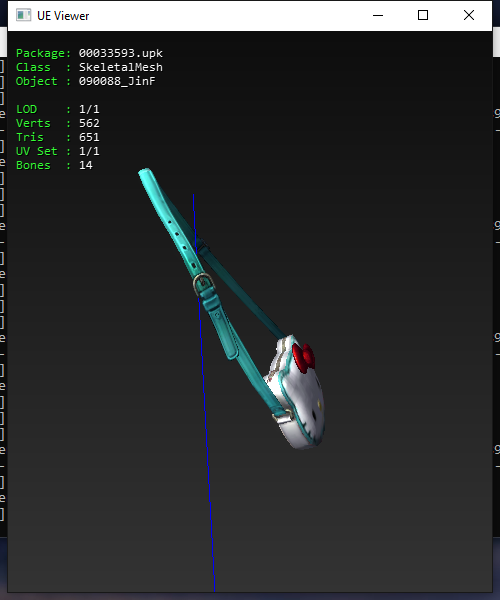 UE Viewer
Package: 00033593.upk
Class : SkeletalMesh
Object : 090088_JinF
LOD : 1/1
Verts : 562
Tris : 651
UV Set : 1/1
Bones : 14